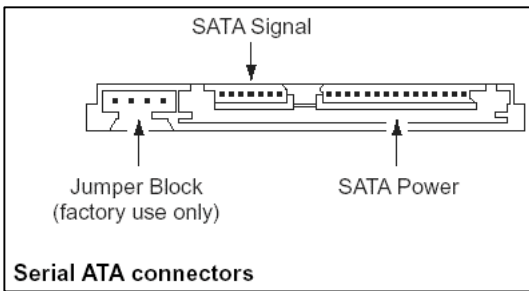 SATA Signal
Jumper Block
(factory use only)
SATA Power
Serial ATA connectors